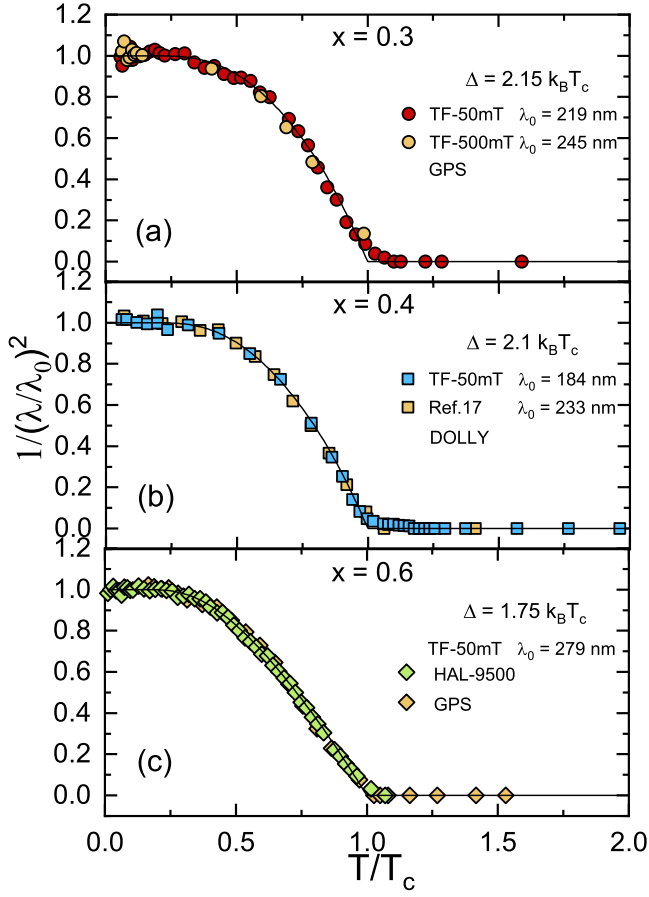 1.2
x = 0.3
1.0
Δ = 2.15 kBTc
0.8
TF-50mT λ0 = 219 nm
0.6
TF-500mT λ0 = 245 nm
0.4
GPS
0.2
(a)
0.0
1.2
x = 0.4
1.0
Δ = 2.1 kBTc
0.8
TF-50mT λ0 = 184 nm
0.6
Ref.17 λ0 = 233 nm
0.4
DOLLY
0.2
(b)
0.0
1/(λ/λ0)2
1.2
x = 0.6
1.0
Δ = 1.75 kBTc
0.8
TF-50mT λ0 = 279 nm
0.6
HAL-9500
0.4
GPS
0.2
(c)
0.0
0.0 0.5 1.0 1.5 2.0
T/Tc